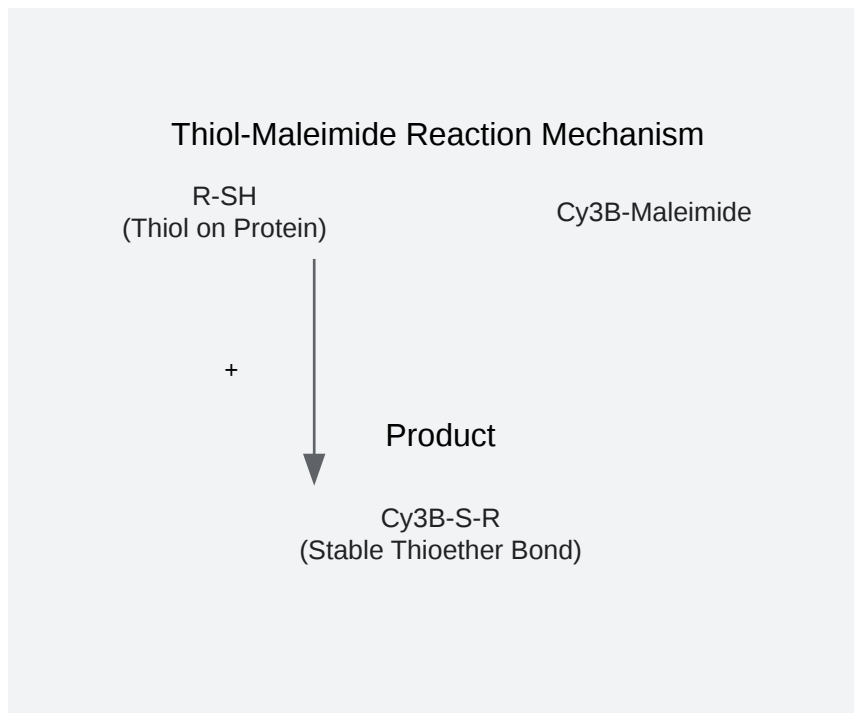 Thiol-Maleimide Reaction Mechanism
R-SH
(Thiol on Protein)
Cy3B-Maleimide
+
Product
Cy3B-S-R
(Stable Thioether Bond)